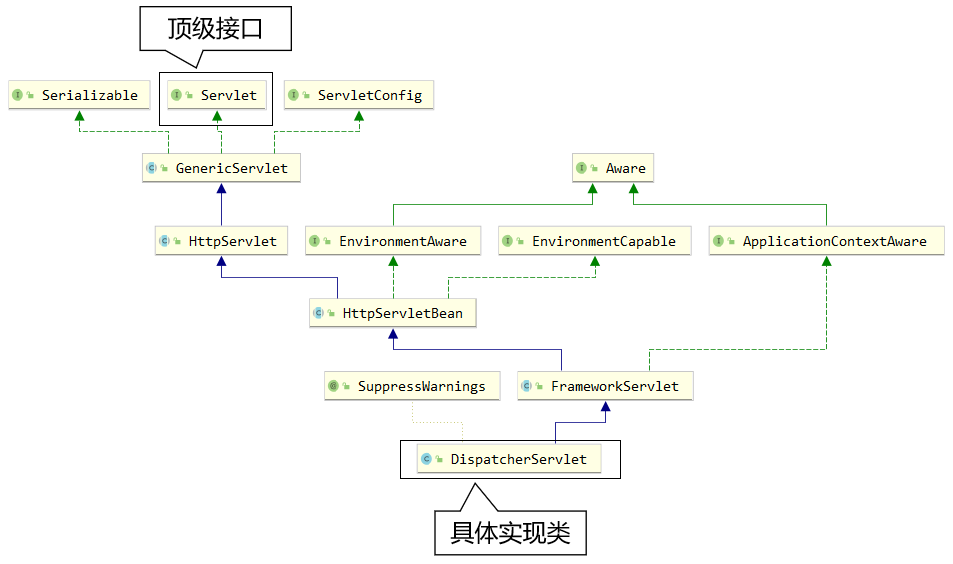 顶级接口
Serializable
Servlet
ServletConfig
GenericServlet
Aware
HttpServlet
EnvironmentAware
EnvironmentCapable
ApplicationContextAware
HttpServletBean
SuppressWarnings
FrameworkServlet
DispatcherServlet
具体实现类